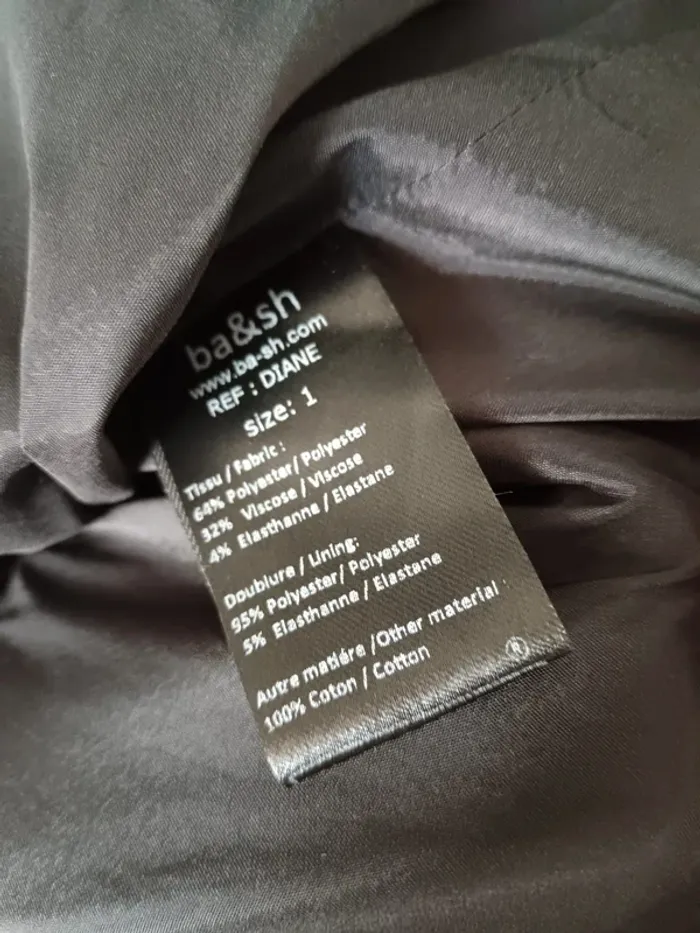 ba&sh
www.ba-sh.com
REF : DIANE
Size: 1
Tissu / Fabric :
64% Polyester/ Polyester
32% Viscose / Viscose
4% Elasthanne / Elastane
Doublure / Lining:
95% Polyester/ Polyester
5% Elasthanne / Elastane
Autre matiére /Other material :
100% Coton / Cotton
®